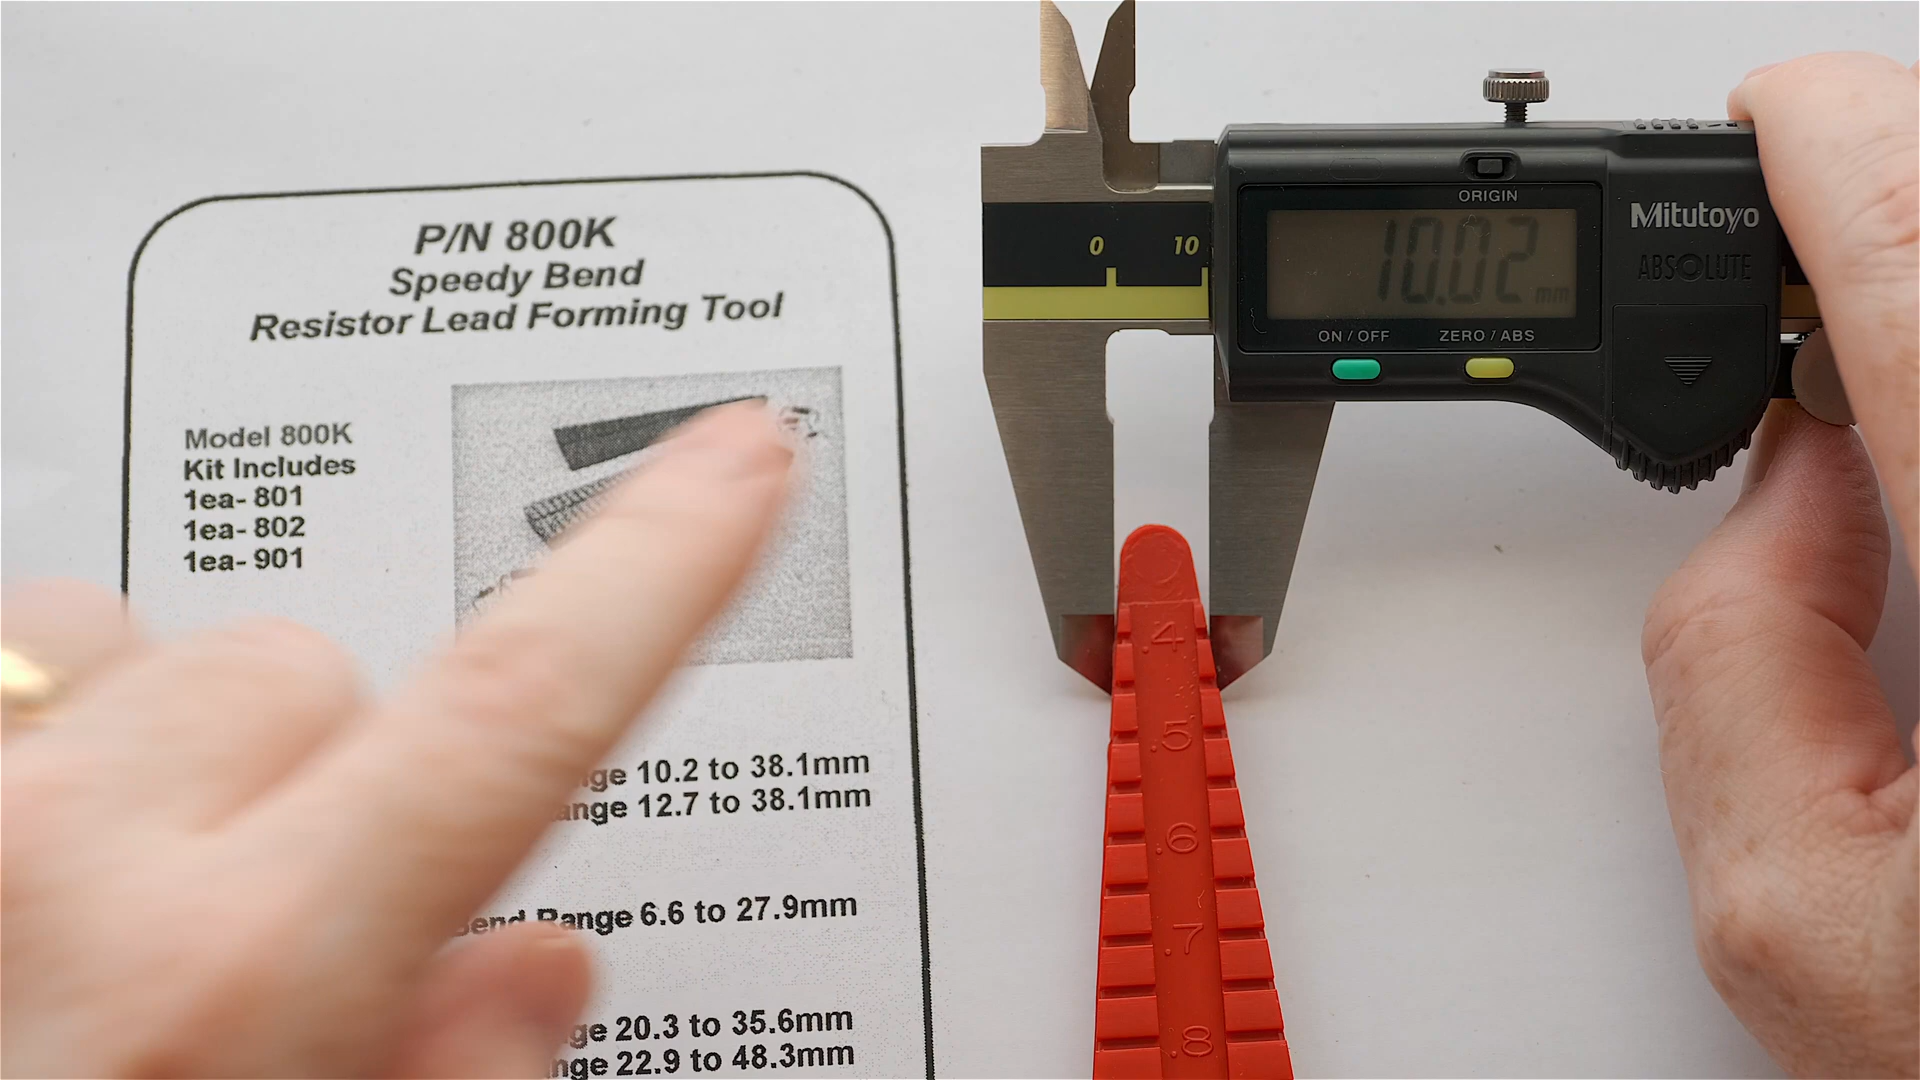 P/N 800K
Speedy Bend
Resistor Lead Forming Tool
Model 800K
Kit Includes
1ea- 801
1ea- 802
1ea- 901
10.2 to 38.1mm
12.7 to 38.1mm
Bend Range 6.6 to 27.9mm
20.3 to 35.6mm
22.9 to 48.3mm
0 10
ORIGIN
10.02 mm
ON / OFF ZERO / ABS
Mitutoyo
ABSOLUTE
.4
.5
.6
.7
.8